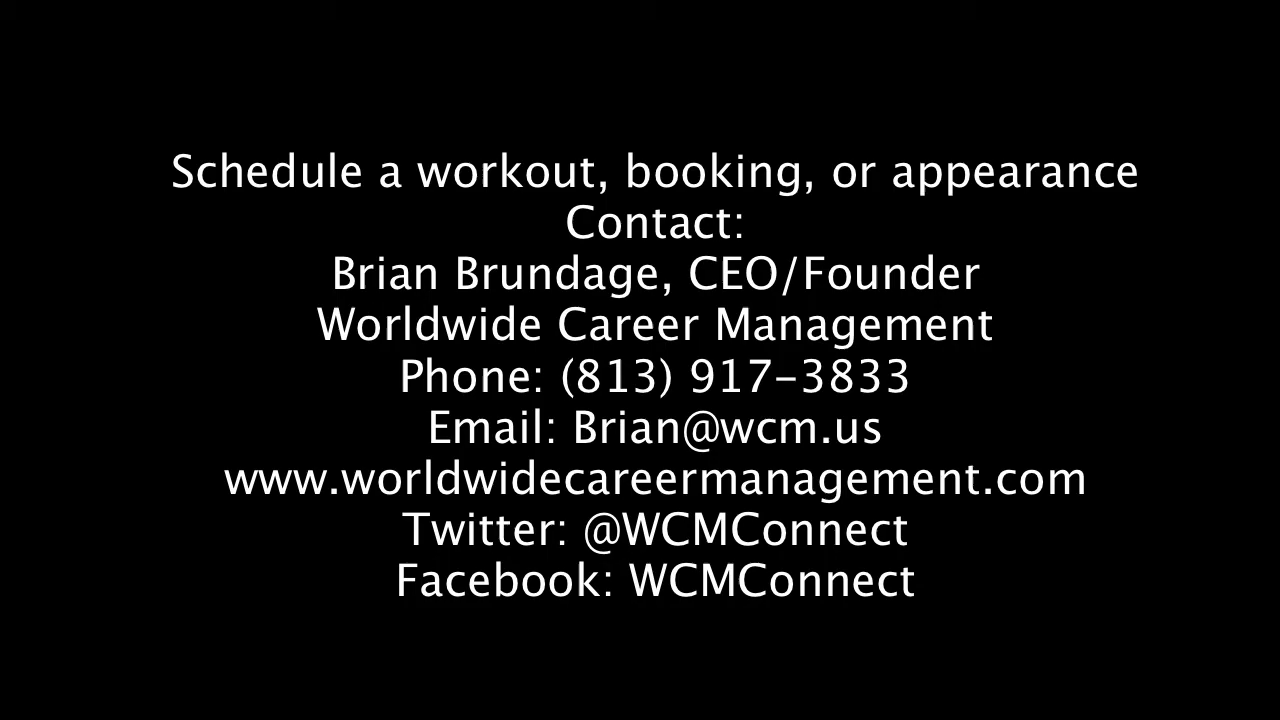 Schedule a workout, booking, or appearance
Contact:
Brian Brundage, CEO/Founder
Worldwide Career Management
Phone: (813) 917-3833
Email: Brian@wcm.us
www.worldwidecareermanagement.com
Twitter: @WCMConnect
Facebook: WCMConnect